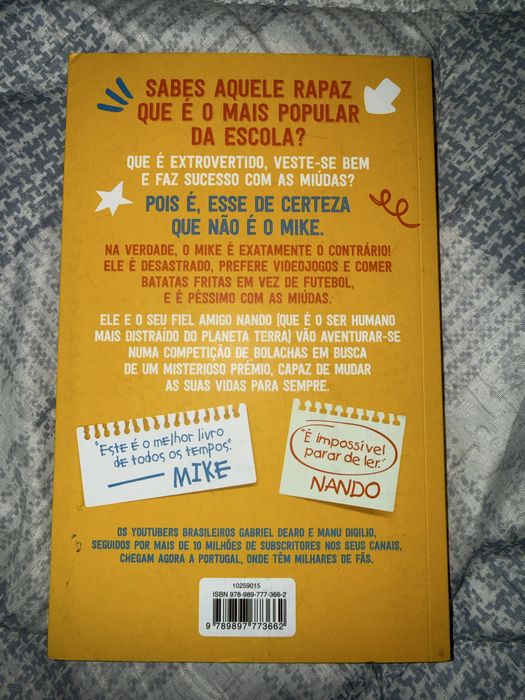 SABES AQUELE RAPAZ
QUE É O MAIS POPULAR
DA ESCOLA?
QUE É EXTROVERTIDO, VESTE-SE BEM
E FAZ SUCESSO COM AS MIÚDAS?
POIS É, ESSE DE CERTEZA
QUE NÃO É O MIKE.
NA VERDADE, O MIKE É EXATAMENTE O CONTRÁRIO!
ELE É DESASTRADO, PREFERE VIDEOJOGOS E COMER
BATATAS FRITAS EM VEZ DE FUTEBOL,
E É PÉSSIMO COM AS MIÚDAS.
ELE E O SEU FIEL AMIGO NANDO (QUE É O SER HUMANO
MAIS DISTRAÍDO DO PLANETA TERRA) VÃO AVENTURAR-SE
NUMA COMPETIÇÃO DE BOLACHAS EM BUSCA
DE UM MISTERIOSO PRÉMIO, CAPAZ DE MUDAR
AS SUAS VIDAS PARA SEMPRE.
"Este é o melhor livro
de todos os tempos".
MIKE
"É impossível
parar de ler."
NANDO
OS YOUTUBERS BRASILEIROS GABRIEL DEARO E MANU DIGILIO,
SEGUIDOS POR MAIS DE 10 MILHÕES DE SUBSCRITORES NOS SEUS CANAIS,
CHEGAM AGORA A PORTUGAL, ONDE TÊM MILHARES DE FÃS.
10259015
ISBN 978-989-777-366-2
9 789897 773662